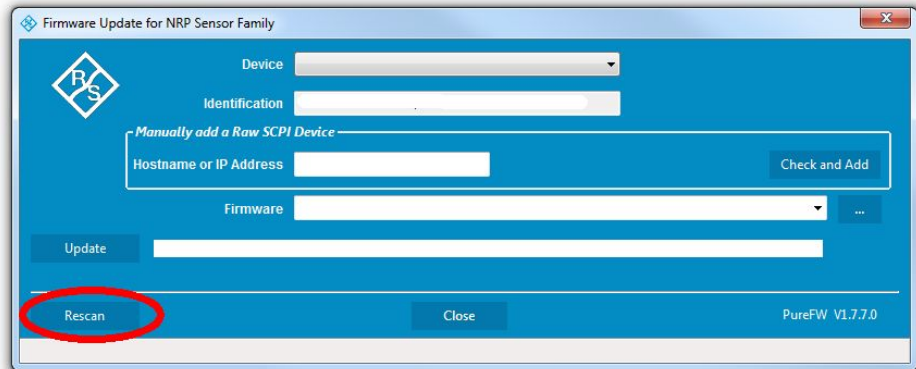 Firmware Update for NRP Sensor Family
X
R
S
Device
Identification
Manually add a Raw SCPI Device
Hostname or IP Address
Check and Add
Firmware
...
Update
Rescan
Close
PureFW V1.7.7.0